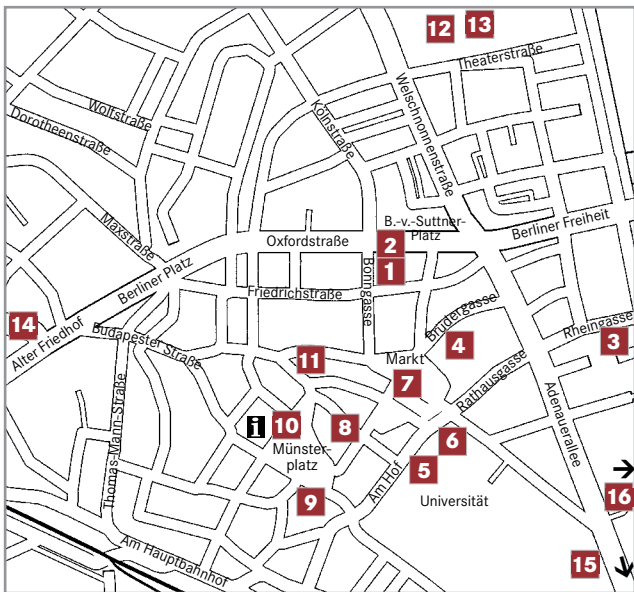 12
13
Theaterstraße
Welschnonnenstraße
Kölnstraße
Wolfstraße
Dorotheenstraße
Maxstraße
B.-v.-Suttner-
Platz
Berliner Freiheit
Oxfordstraße
2
1
Berliner Platz
Friedrichstraße
Bonngasse
14
Alter Friedhof
Budapester Straße
Brüdergasse
Rheingasse
3
4
Markt
11
7
Rathausgasse
Adenauerallee
Thomas-Mann-Straße
i
10
8
6
Münster-
platz
5
Am Hof
9
Universität
16
Am Hauptbahnhof
15